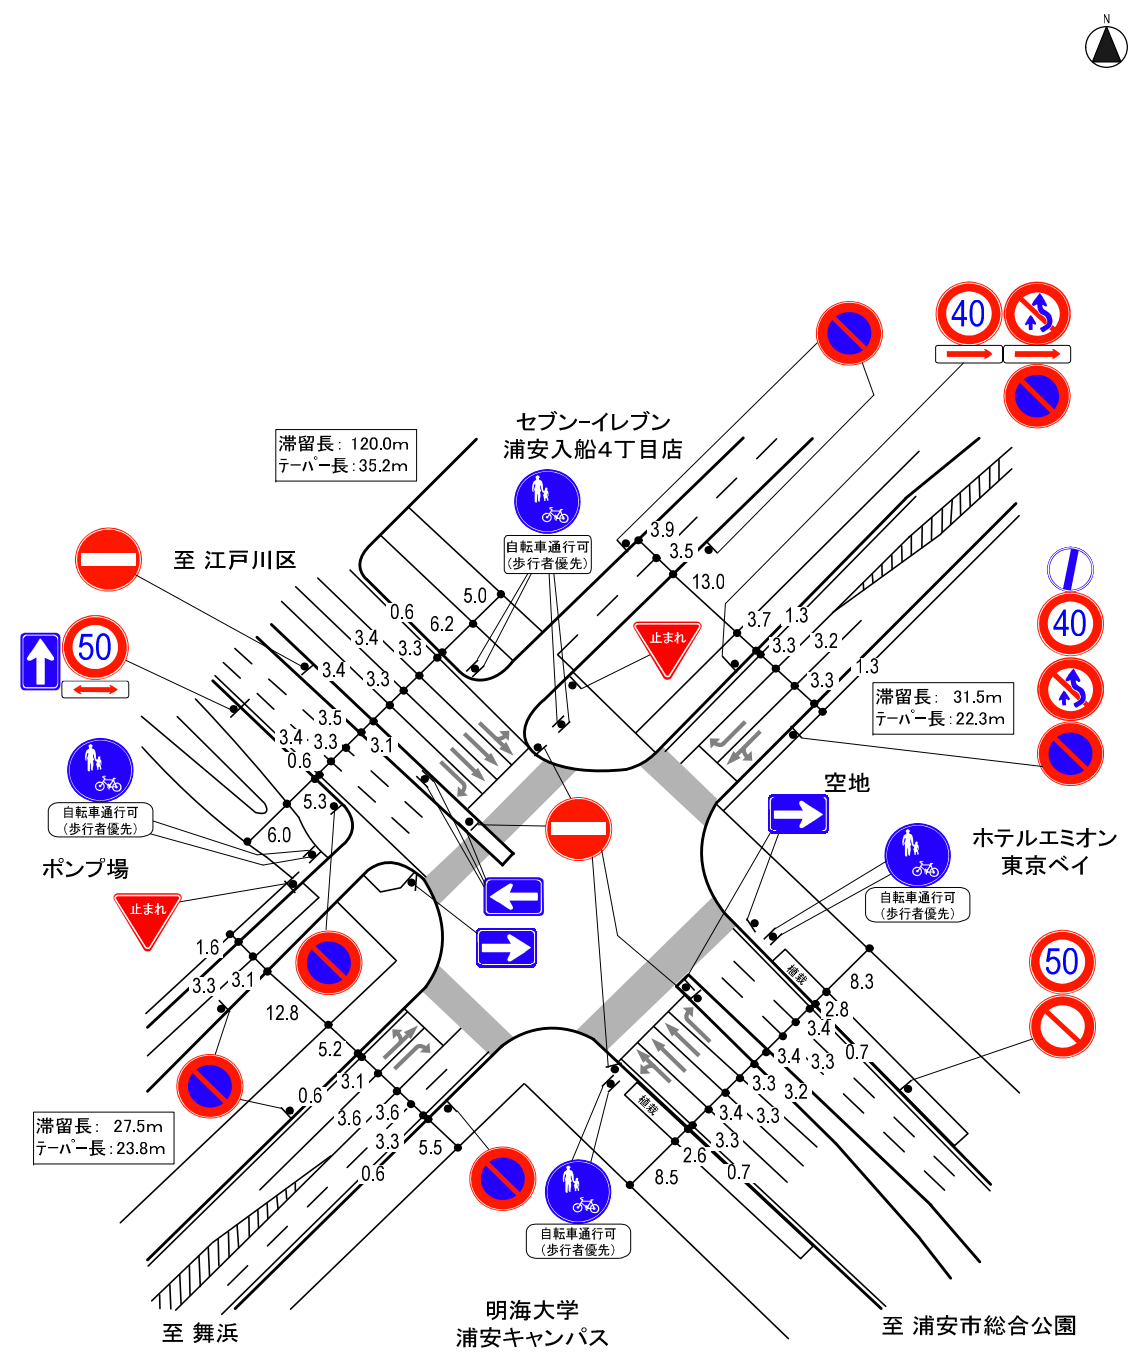 N
40
セブン-イレブン
浦安入船4丁目店
滞留長: 120.0m
テーパー長:35.2m
自転車通行可
(歩行者優先)
至 江戸川区
3.9
3.5
13.0
5.0
0.6
6.2
3.4
3.3
3.4
3.3
3.5
3.1
3.4
3.3
0.6
5.3
6.0
止まれ
3.7
1.3
3.3
3.2
3.3
1.3
40
50
滞留長: 31.5m
テーパー長:22.3m
自転車通行可
(歩行者優先)
ポンプ場
止まれ
空地
ホテルエミオン
東京ベイ
自転車通行可
(歩行者優先)
50
1.6
3.1
3.3
12.8
植栽
8.3
2.8
3.4
0.7
3.4
3.3
3.3
3.2
3.4
3.3
3.3
2.6
0.7
8.5
植栽
5.2
3.1
0.6
3.6
3.6
3.3
5.5
0.6
滞留長: 27.5m
テーパー長:23.8m
自転車通行可
(歩行者優先)
至 舞浜
明海大学
浦安キャンパス
至 浦安市総合公園